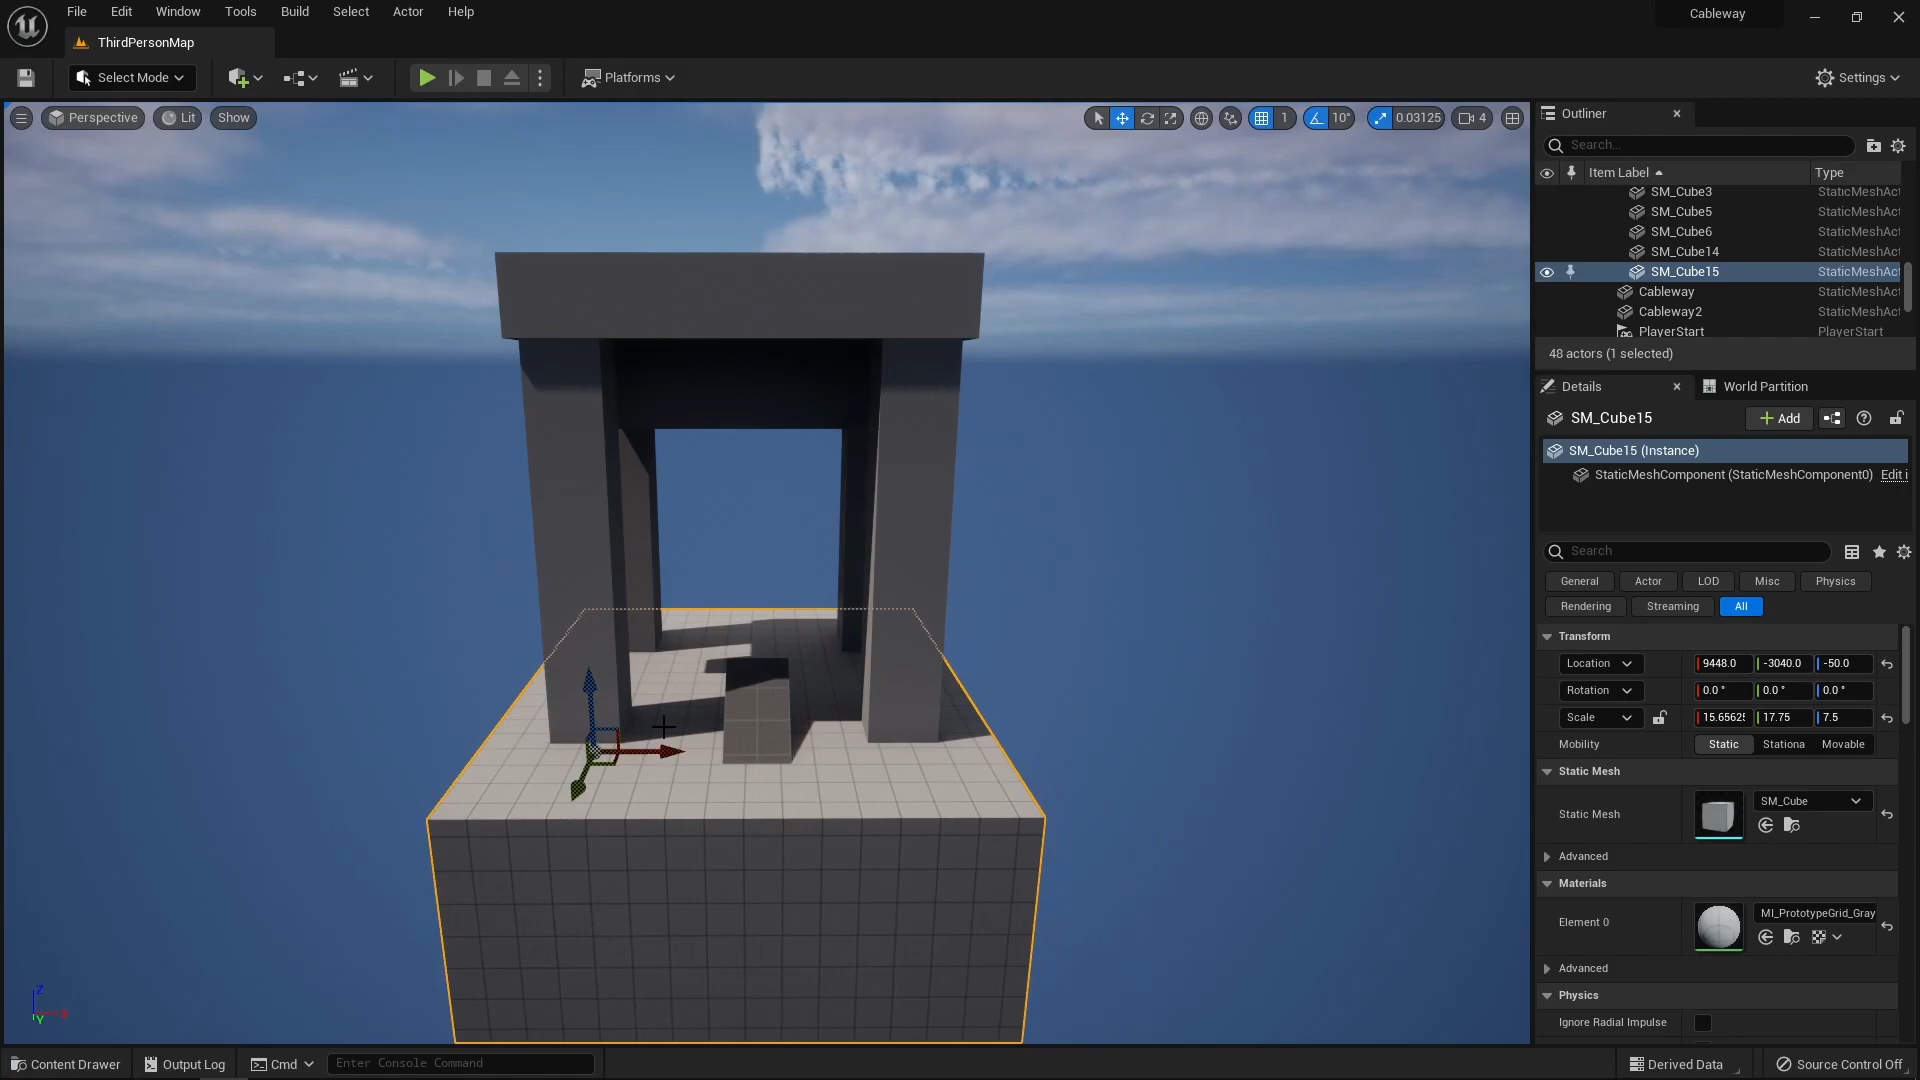 File Edit Window Tools Build Select Actor Help
Cableway
ThirdPersonMap
Select Mode
Platforms
Settings
Perspective Lit Show
1 10° 0.03125 4
Outliner
Search...
Item Label Type
SM_Cube3 StaticMeshAct
SM_Cube5 StaticMeshAct
SM_Cube6 StaticMeshAct
SM_Cube14 StaticMeshAct
SM_Cube15 StaticMeshAct
Cableway StaticMeshAct
Cableway2 StaticMeshAct
PlayerStart PlayerStart
48 actors (1 selected)
Details World Partition
SM_Cube15 Add
SM_Cube15 (Instance)
StaticMeshComponent (StaticMeshComponent0) Edit i
Search
General Actor LOD Misc Physics
Rendering Streaming All
Transform
Location 9448.0 -3040.0 -50.0
Rotation 0.0 ° 0.0 ° 0.0 °
Scale 15.65625 17.75 7.5
Mobility Static Stationa Movable
Static Mesh
Static Mesh SM_Cube
Advanced
Materials
Element 0 MI_PrototypeGrid_Gray
Advanced
Physics
Ignore Radial Impulse
Z
X
Y
Content Drawer Output Log Cmd Enter Console Command Derived Data Source Control Off